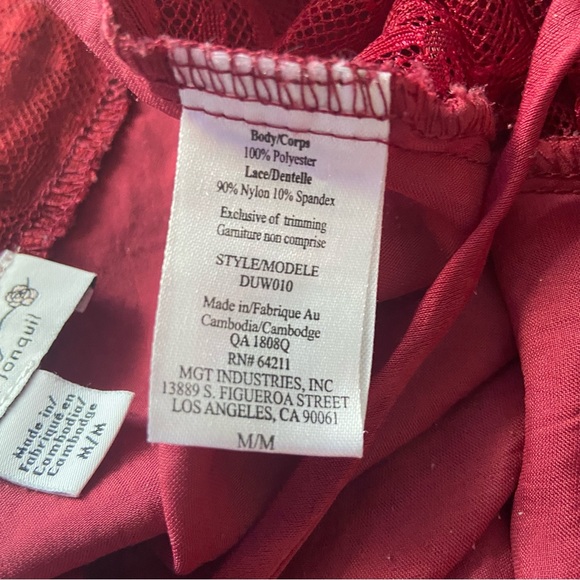 Body/Corps
100% Polyester
Lace/Dentelle
90% Nylon 10% Spandex
Exclusive of trimming
Garniture non comprise
STYLE/MODELE
DUW010
Made in/Fabrique Au
Cambodia/Cambodge
QA 1808Q
RN# 64211
MGT INDUSTRIES, INC
13889 S. FIGUEROA STREET
LOS ANGELES, CA 90061
M/M
Jonquil
Made in/
Fabriqué en
Cambodia/
Cambodge
M/M